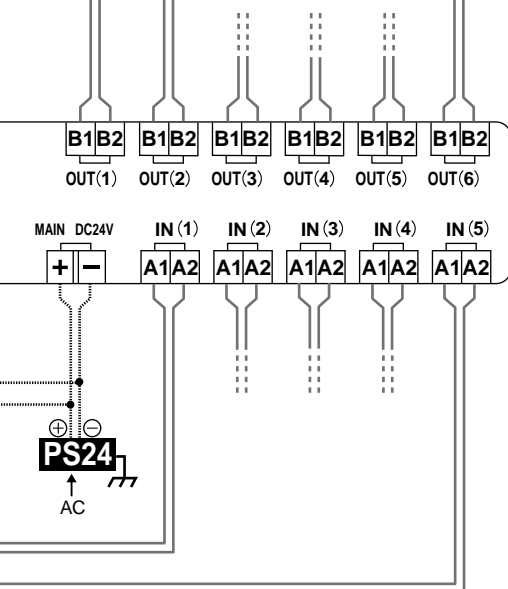 B1 B2 B1 B2 B1 B2 B1 B2 B1 B2 B1 B2
OUT(1) OUT(2) OUT(3) OUT(4) OUT(5) OUT(6)
MAIN DC24V IN (1) IN (2) IN (3) IN (4) IN (5)
+ − A1 A2 A1 A2 A1 A2 A1 A2 A1 A2
⊕ ⊖
PS24
AC